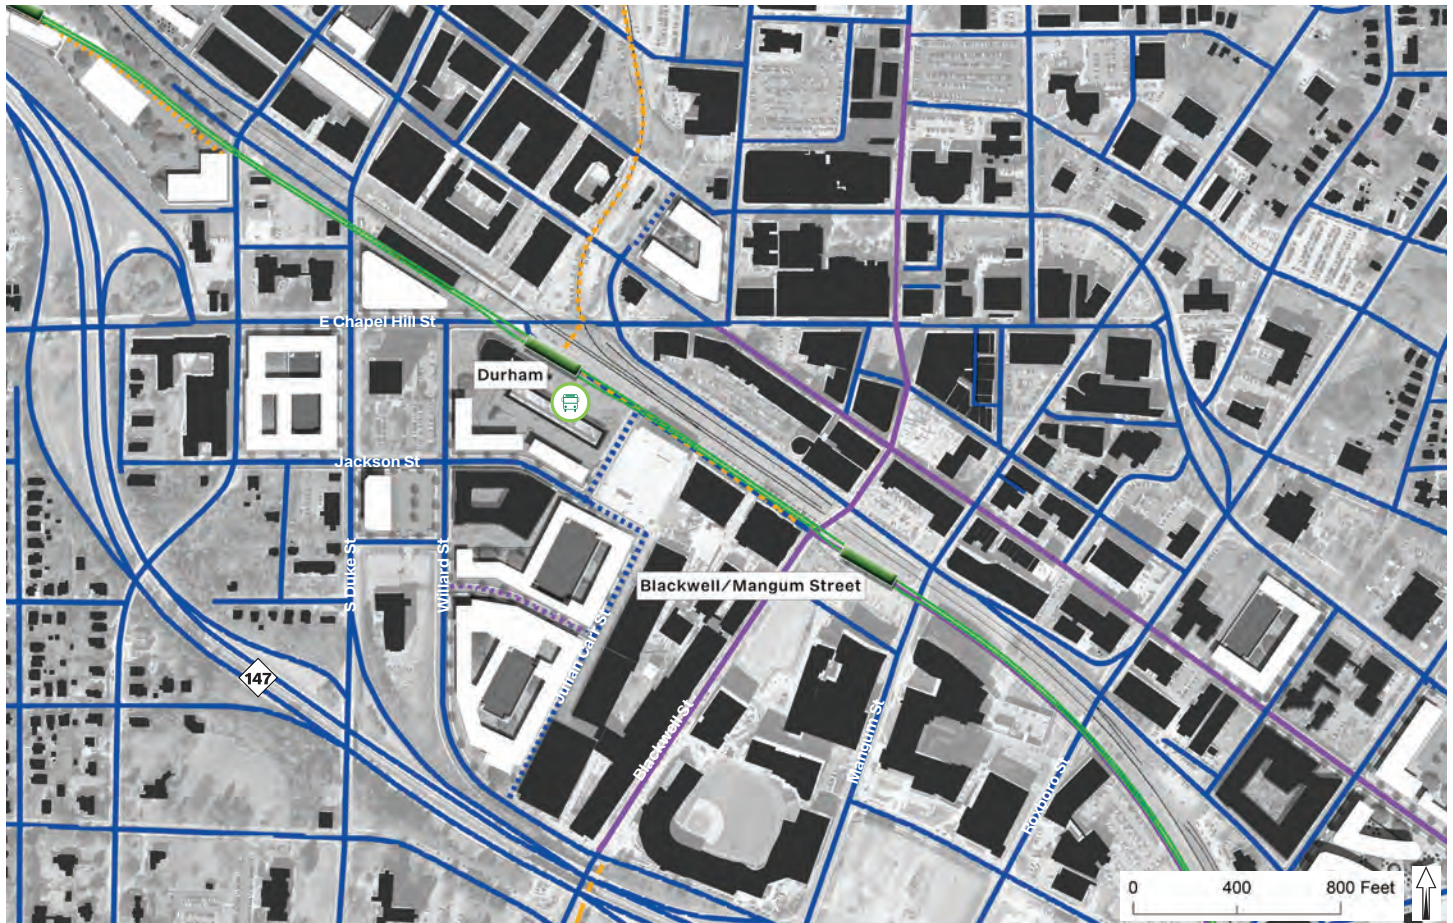 E Chapel Hill St
Durham
Jackson St
S Duke St
Willard St
Blackwell/Mangum Street
Julian Carr St
147
Blackwell St
Mangum St
Roxboro St
0 400 800 Feet